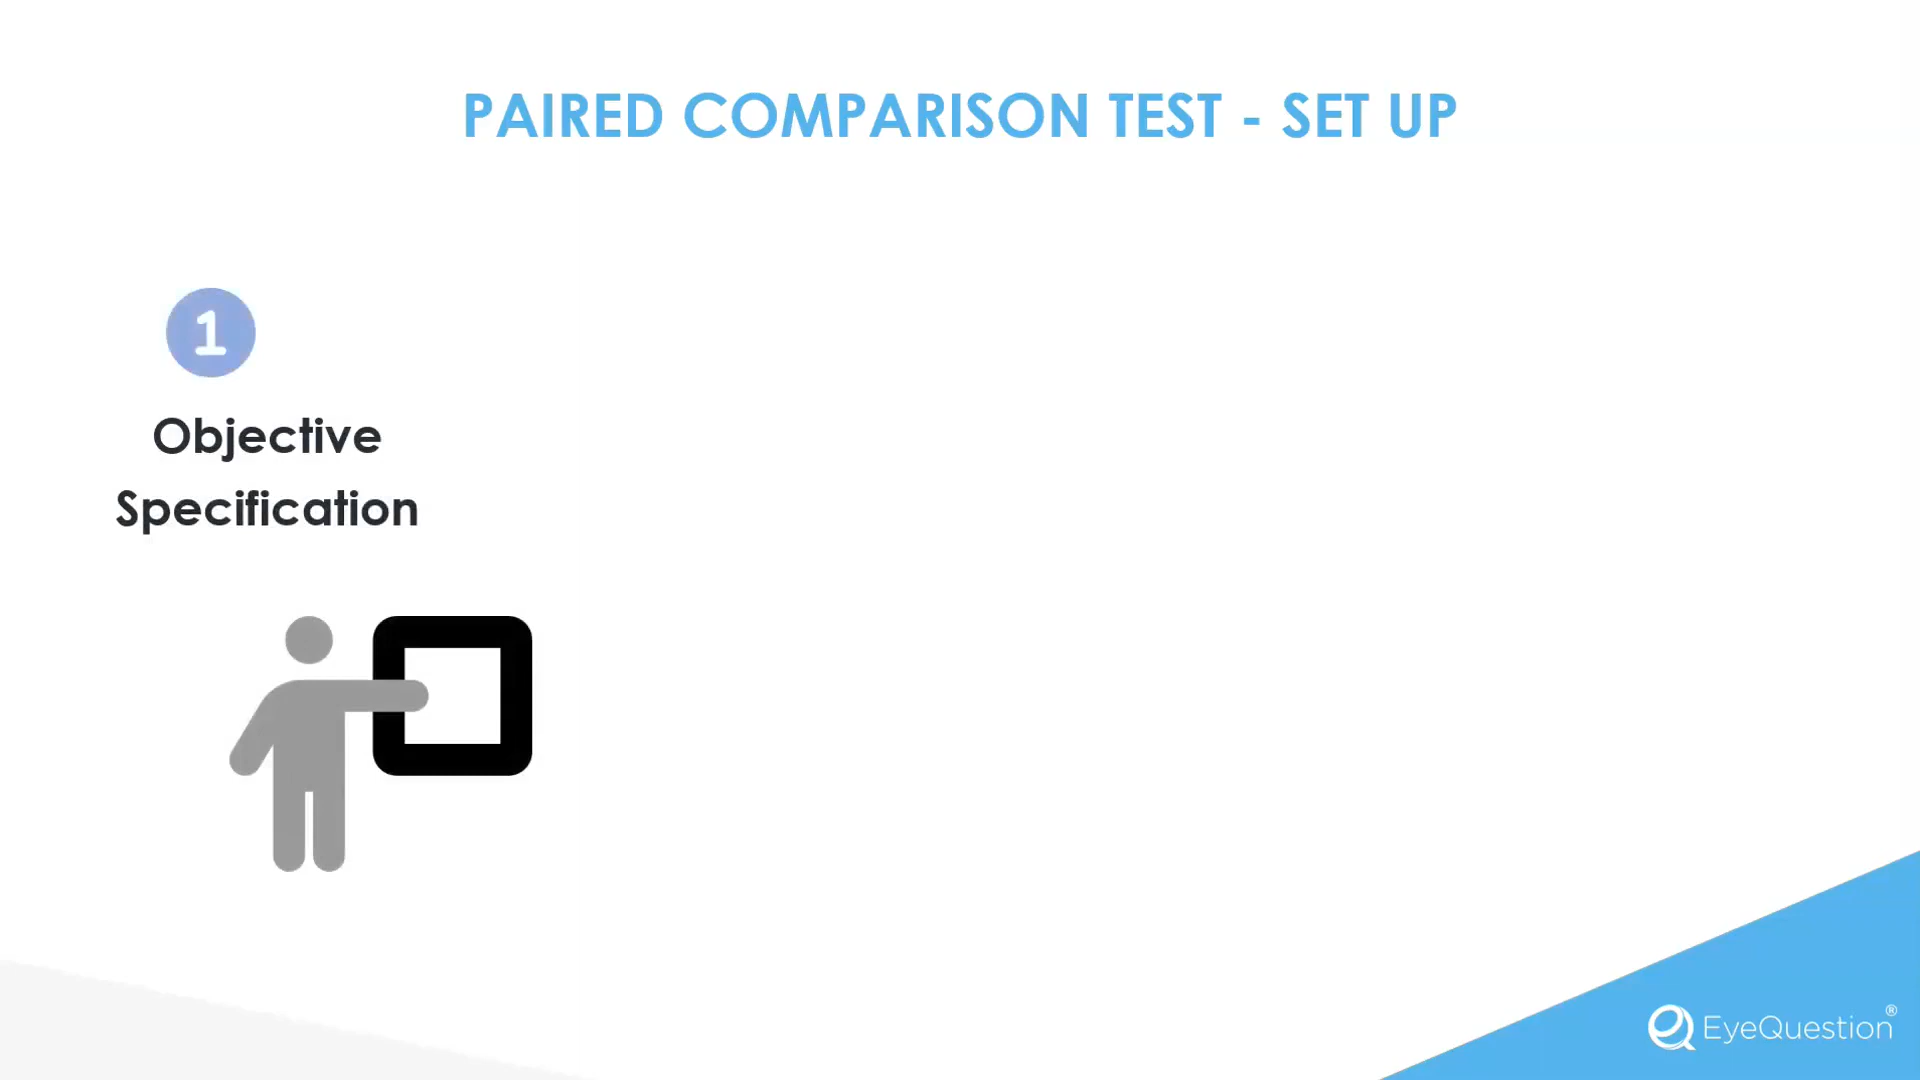 PAIRED COMPARISON TEST - SET UP
1
Objective
Specification
EyeQuestion®